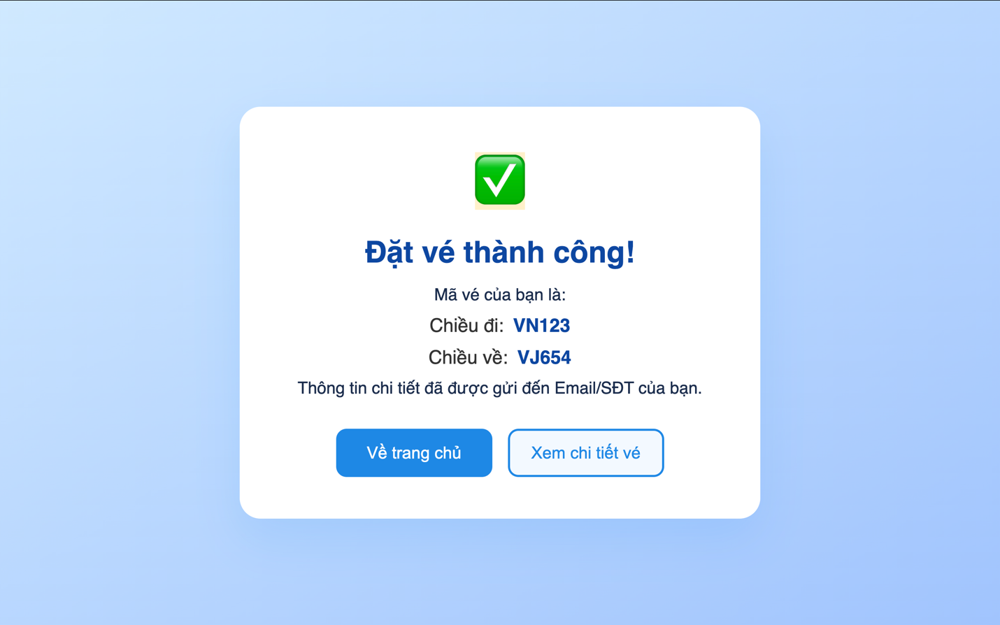 Đặt vé thành công!
Mã vé của bạn là:
Chiều đi: VN123
Chiều về: VJ654
Thông tin chi tiết đã được gửi đến Email/SĐT của bạn.
Về trang chủ
Xem chi tiết vé